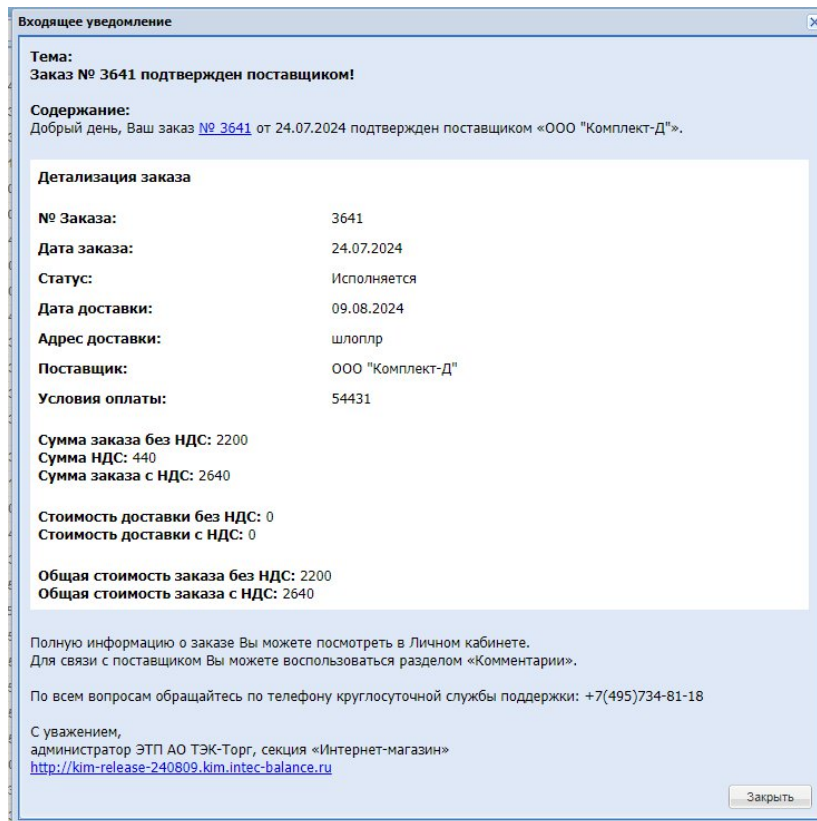 Входящее уведомление
Тема:
Заказ № 3641 подтвержден поставщиком!
Содержание:
Добрый день, Ваш заказ № 3641 от 24.07.2024 подтвержден поставщиком «ООО "Комплект-Д"».
Детализация заказа
№ Заказа: 3641
Дата заказа: 24.07.2024
Статус: Исполняется
Дата доставки: 09.08.2024
Адрес доставки: шлоплр
Поставщик: ООО "Комплект-Д"
Условия оплаты: 54431
Сумма заказа без НДС: 2200
Сумма НДС: 440
Сумма заказа с НДС: 2640
Стоимость доставки без НДС: 0
Стоимость доставки с НДС: 0
Общая стоимость заказа без НДС: 2200
Общая стоимость заказа с НДС: 2640
Полную информацию о заказе Вы можете посмотреть в Личном кабинете.
Для связи с поставщиком Вы можете воспользоваться разделом «Комментарии».
По всем вопросам обращайтесь по телефону круглосуточной службы поддержки: +7(495)734-81-18
С уважением,
администратор ЭТП АО ТЭК-Торг, секция «Интернет-магазин»
http://kim-release-240809.kim.intec-balance.ru
Закрыть